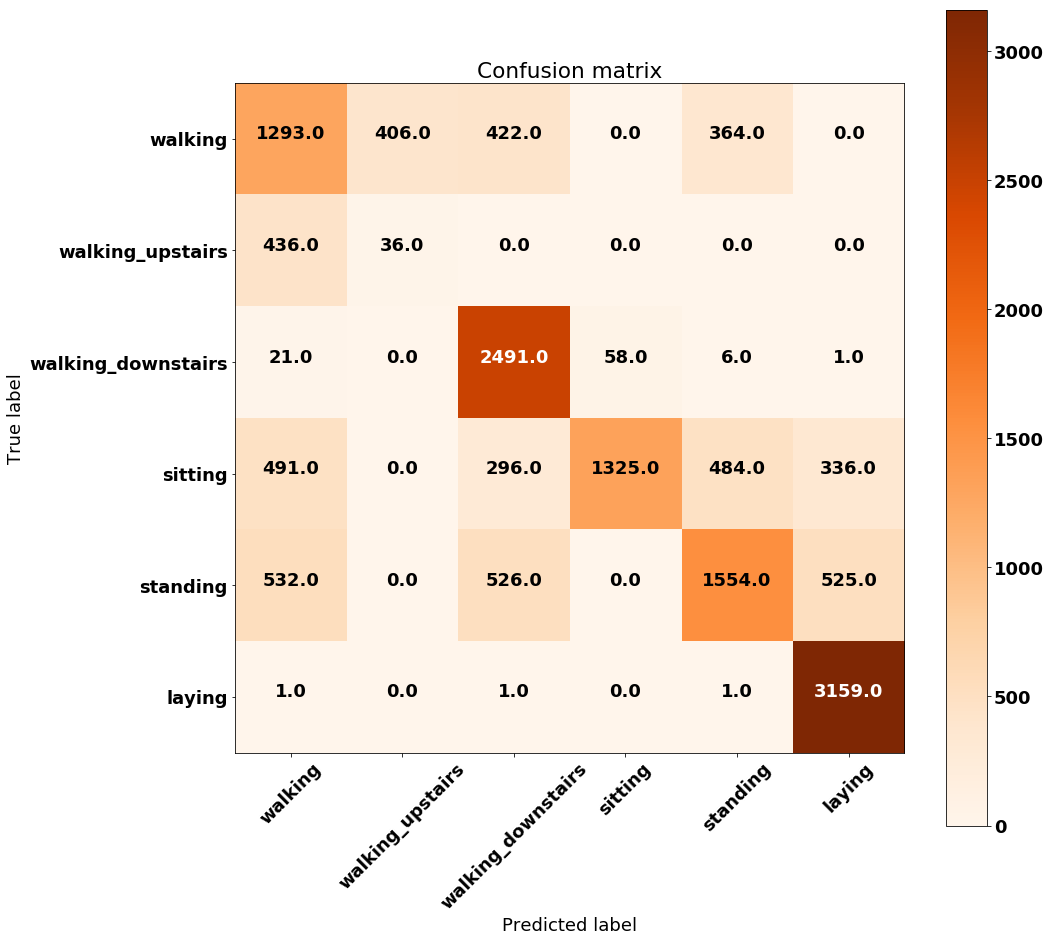 Confusion matrix
walking 1293.0 406.0 422.0 0.0 364.0 0.0
walking_upstairs 436.0 36.0 0.0 0.0 0.0 0.0
walking_downstairs 21.0 0.0 2491.0 58.0 6.0 1.0
sitting 491.0 0.0 296.0 1325.0 484.0 336.0
standing 532.0 0.0 526.0 0.0 1554.0 525.0
laying 1.0 0.0 1.0 0.0 1.0 3159.0
True label
walking
walking_upstairs
walking_downstairs
sitting
standing
laying
Predicted label
3000
2500
2000
1500
1000
500
0